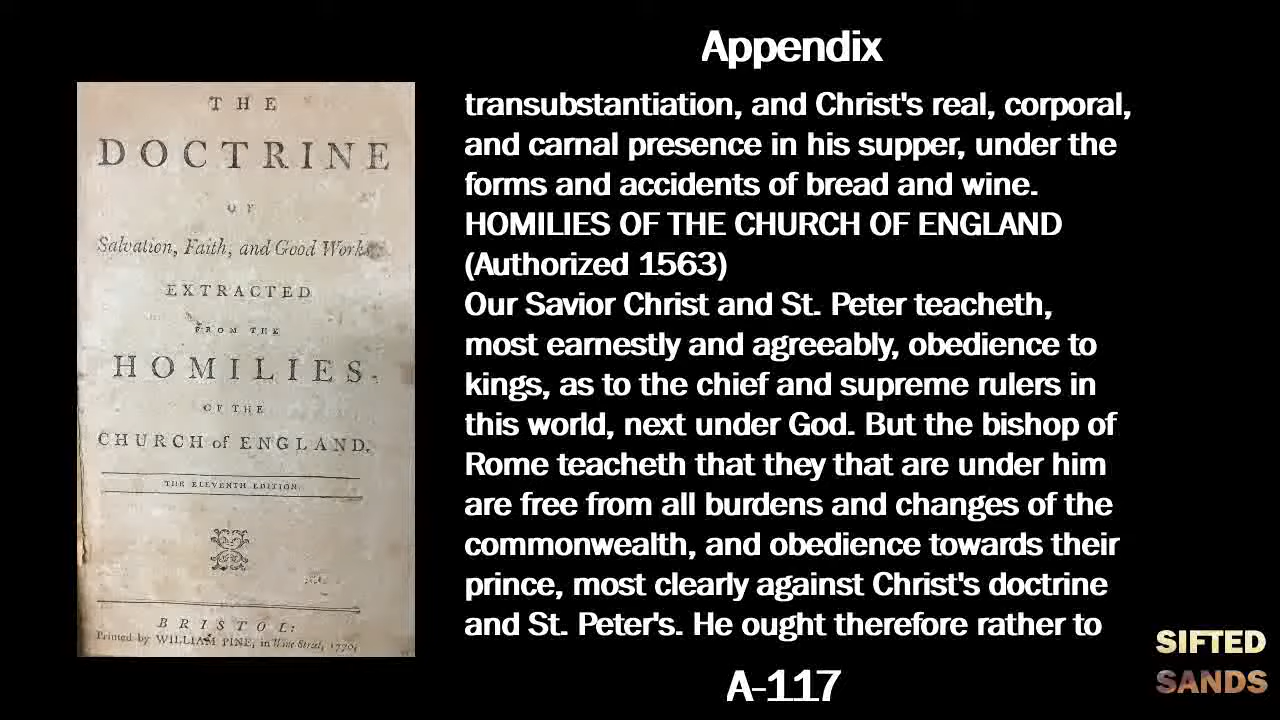 Appendix
THE
DOCTRINE
OF
Salvation, Faith, and Good Works
EXTRACTED
FROM THE
HOMILIES
OF THE
CHURCH of ENGLAND.
THE ELEVENTH EDITION.
BRISTOL:
Printed by WILLIAM PINE, in Wine-Street, 1770.
transubstantiation, and Christ's real, corporal,
and carnal presence in his supper, under the
forms and accidents of bread and wine.
HOMILIES OF THE CHURCH OF ENGLAND
(Authorized 1563)
Our Savior Christ and St. Peter teacheth,
most earnestly and agreeably, obedience to
kings, as to the chief and supreme rulers in
this world, next under God. But the bishop of
Rome teacheth that they that are under him
are free from all burdens and changes of the
commonwealth, and obedience towards their
prince, most clearly against Christ's doctrine
and St. Peter's. He ought therefore rather to
A-117
SIFTED
SANDS